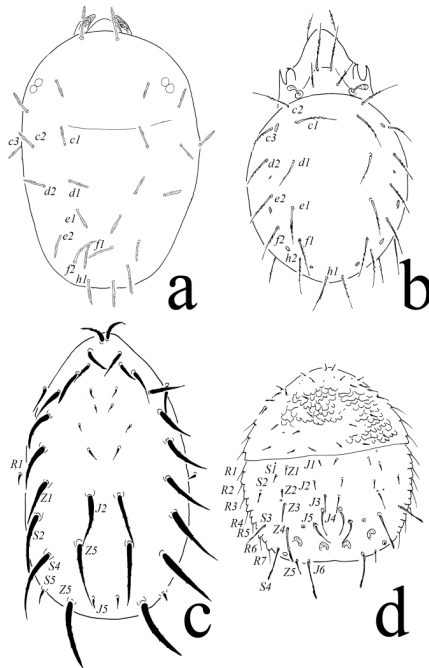 c3 c2 c1
d2 d1
e1
e2 f1
f2
h1
a
c2
c1
c3
d2 d1
e2 e1
f2 f1
h2 h1
b
R1
Z1 J2
S2
Z5
S4
S5 Z5 J5
c
R1 S1 Z1 J1
R2 S2 Z2 J2
R3 Z3 J3
R4 S3 J5 J4
R5 Z4
R6
R7
S4 Z5 J6
d